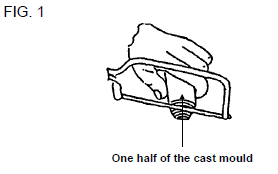 FIG. 1
One half of the cast mould